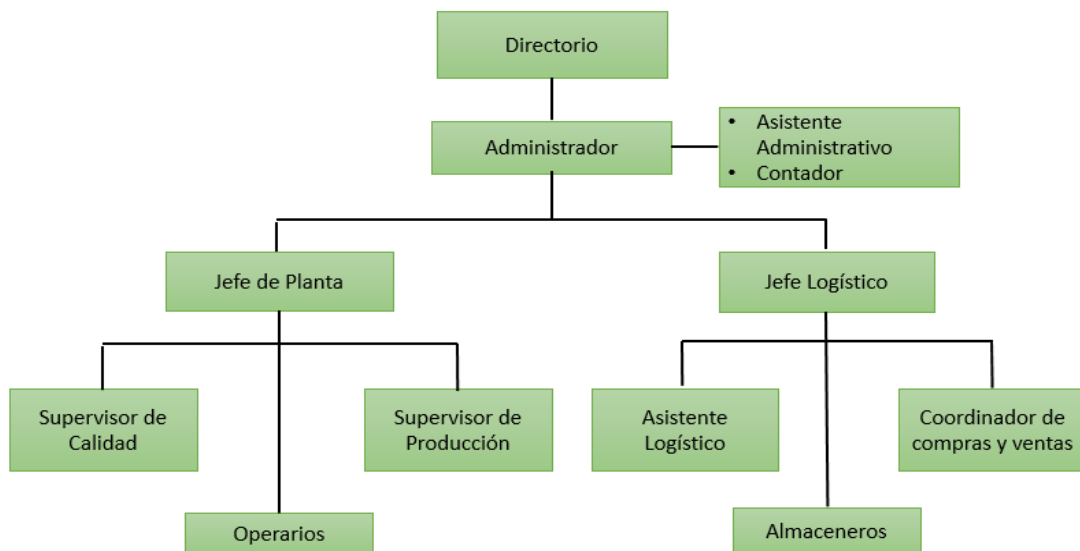 Directorio
Administrador
• Asistente
Administrativo
• Contador
Jefe de Planta
Jefe Logístico
Supervisor de
Calidad
Supervisor de
Producción
Asistente
Logístico
Coordinador de
compras y ventas
Operarios
Almaceneros